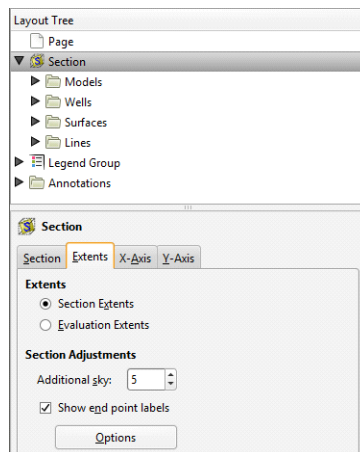 Layout Tree
Page
Section
Models
Wells
Surfaces
Lines
Legend Group
Annotations
Section
Section Extents X-Axis Y-Axis
Extents
Section Extents
Evaluation Extents
Section Adjustments
Additional sky: 5
Show end point labels
Options